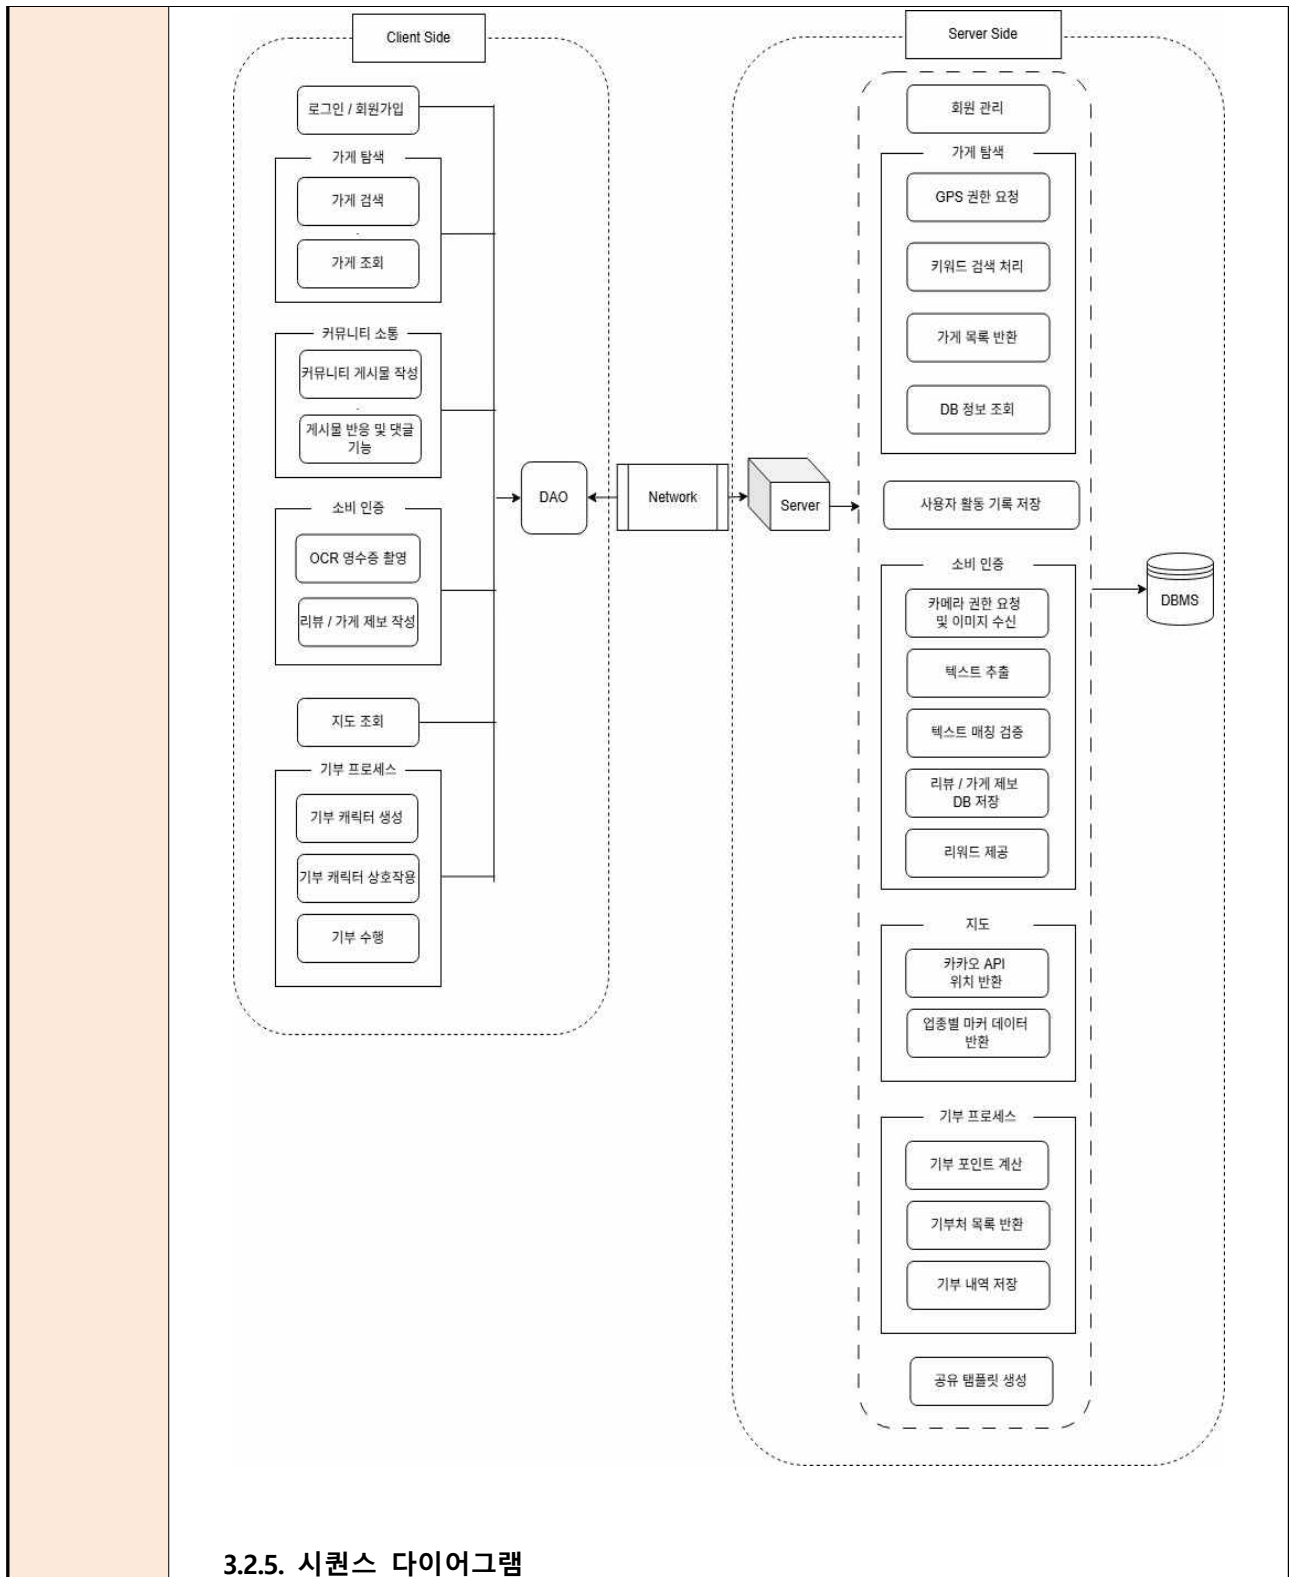 Client Side
로그인 / 회원가입
가게 탐색
가게 검색
가게 조회
커뮤니티 소통
커뮤니티 게시물 작성
게시물 반응 및 댓글
기능
소비 인증
OCR 영수증 촬영
리뷰 / 가게 제보 작성
지도 조회
기부 프로세스
기부 캐릭터 생성
기부 캐릭터 상호작용
기부 수행
DAO
Network
Server Side
Server
회원 관리
가게 탐색
GPS 권한 요청
키워드 검색 처리
가게 목록 반환
DB 정보 조회
사용자 활동 기록 저장
소비 인증
카메라 권한 요청
및 이미지 수신
텍스트 추출
텍스트 매칭 검증
리뷰 / 가게 제보
DB 저장
리워드 제공
지도
카카오 API
위치 반환
업종별 마커 데이터
반환
기부 프로세스
기부 포인트 계산
기부처 목록 반환
기부 내역 저장
공유 탬플릿 생성
DBMS
3.2.5. 시퀀스 다이어그램